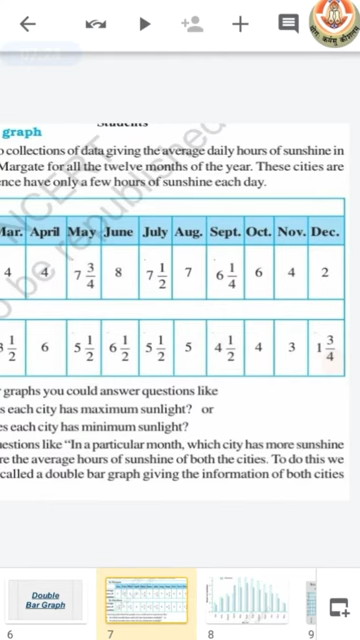 Students
graph
collections of data giving the average daily hours of sunshine in
Margate for all the twelve months of the year. These cities are
ence have only a few hours of sunshine each day.
Mar. April May June July Aug. Sept. Oct. Nov. Dec.
4 4 7 3/4 8 7 1/2 7 6 1/4 6 4 2
1/2 6 5 1/2 6 1/2 5 1/2 5 4 1/2 4 3 1 3/4
graphs you could answer questions like
s each city has maximum sunlight? or
es each city has minimum sunlight?
estions like "In a particular month, which city has more sunshine
re the average hours of sunshine of both the cities. To do this we
called a double bar graph giving the information of both cities
NCERT
be republished
Double
Bar Graph
6 7 8 9